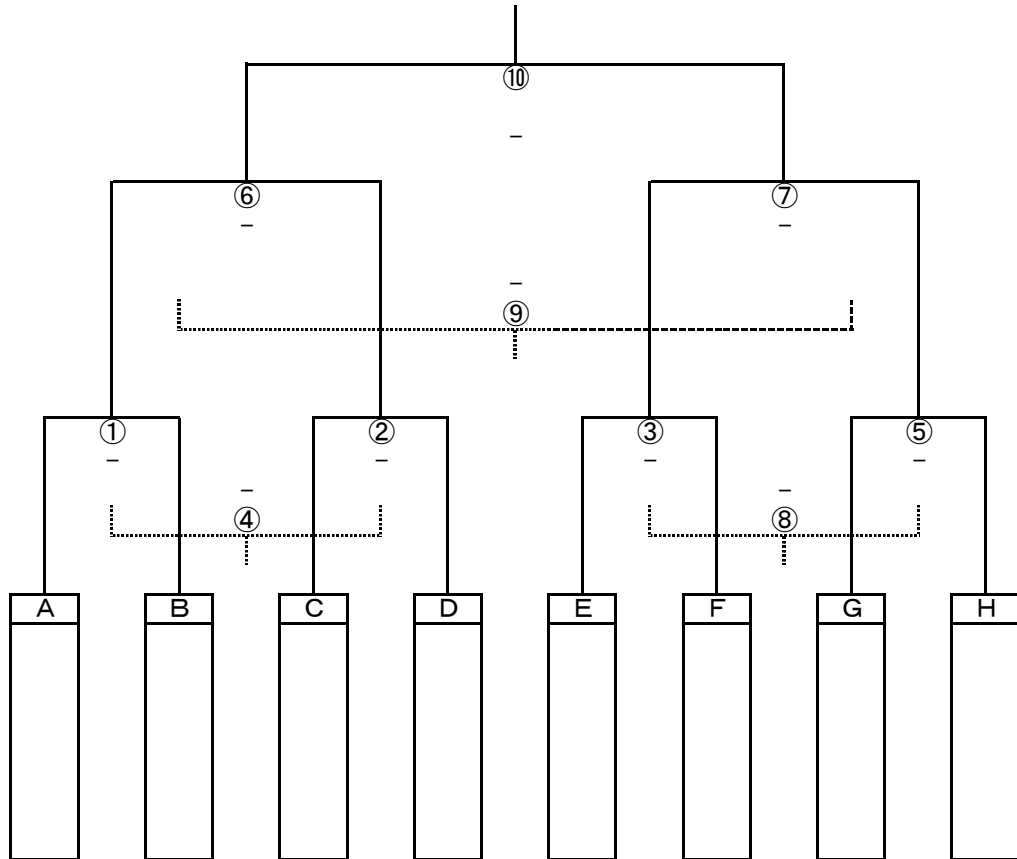 ⑩
–
⑥ ⑦
– –
–
⑨
① ② ③ ⑤
– – – –
– –
④ ⑧
A B C D E F G H